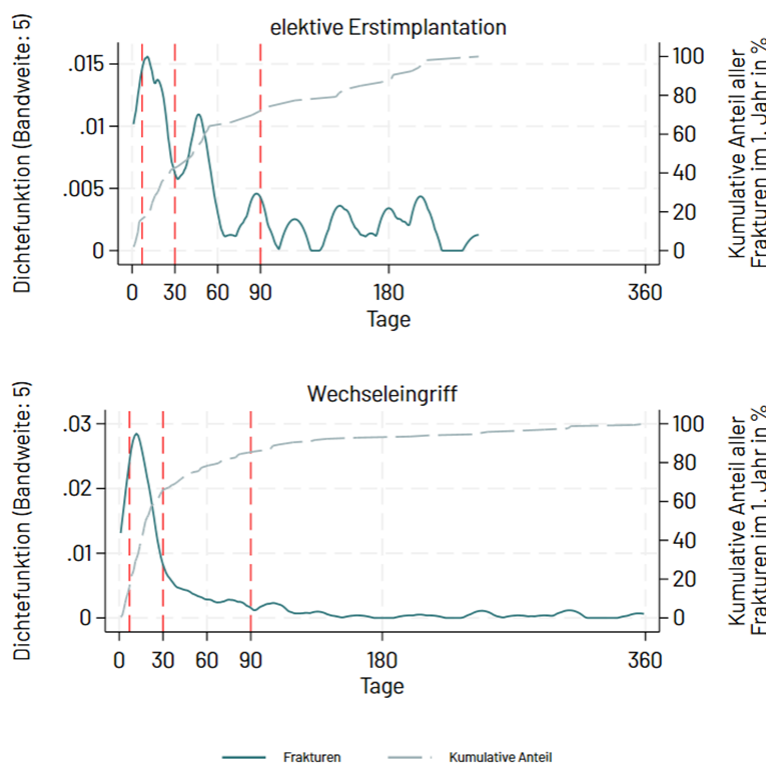 elektive Erstimplantation
Dichtefunktion (Bandweite: 5)
.015
.01
.005
0
100
80
60
40
20
0
Kumulative Anteil aller
Frakturen im 1. Jahr in %
0 30 60 90 180 360
Tage
Wechseleingriff
Dichtefunktion (Bandweite: 5)
.03
.02
.01
0
100
80
60
40
20
0
Kumulative Anteil aller
Frakturen im 1. Jahr in %
0 30 60 90 180 360
Tage
Frakturen Kumulative Anteil